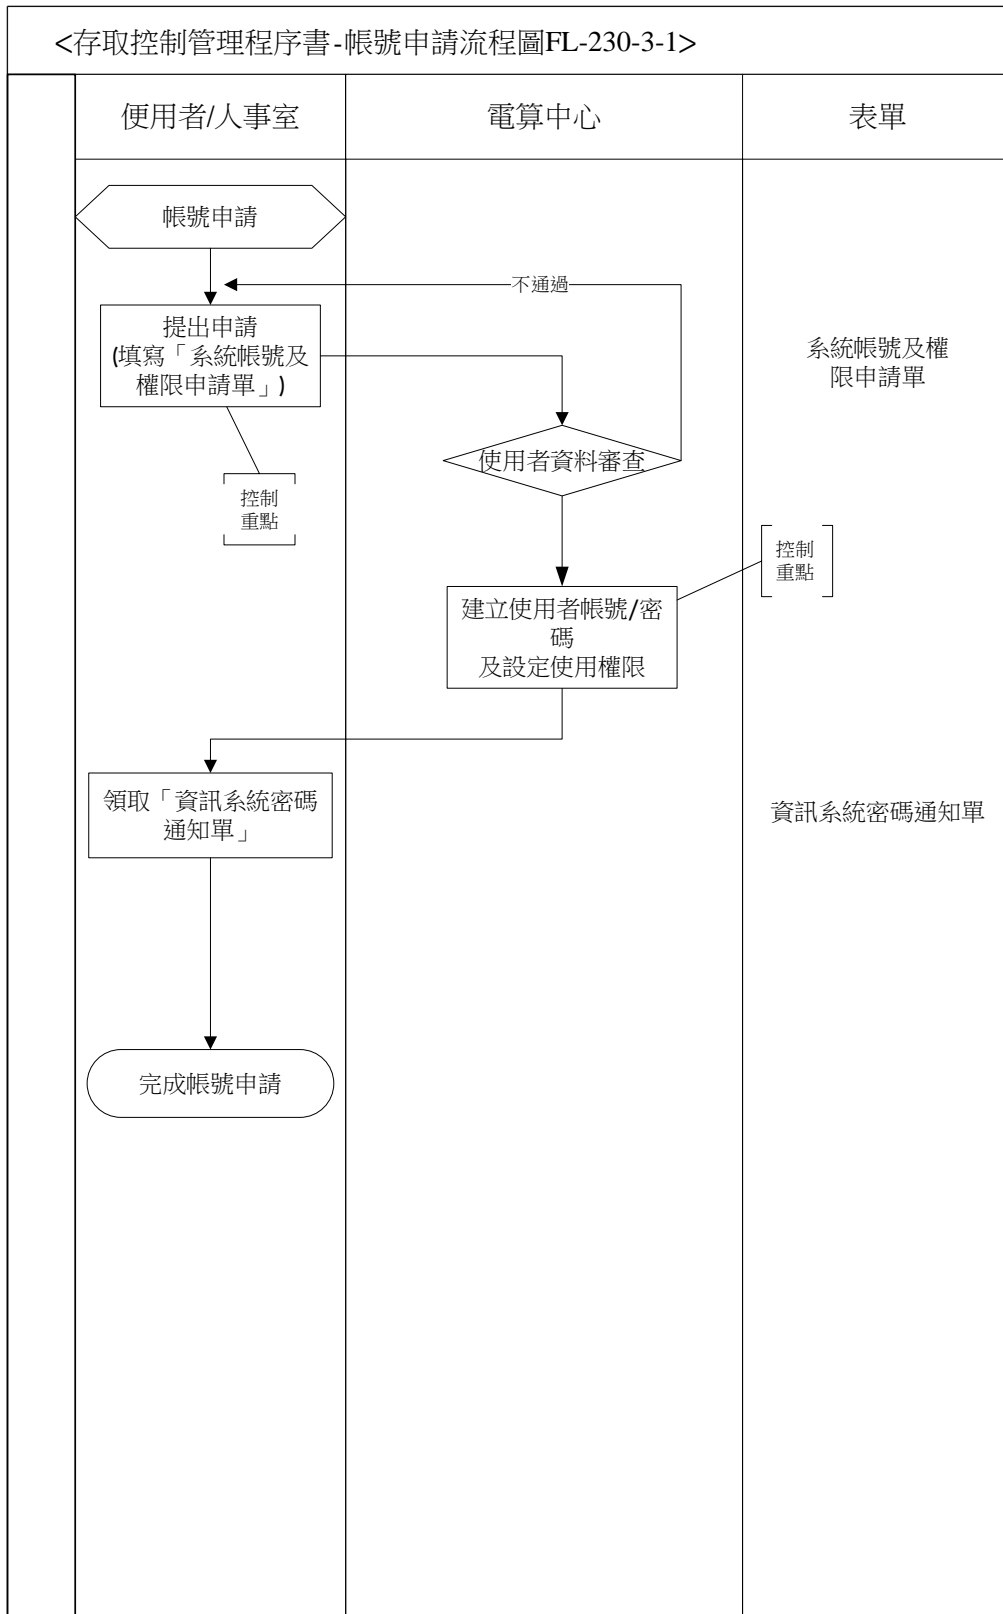 <存取控制管理程序書-帳號申請流程圖FL-230-3-1>
便用者/人事室
電算中心
表單
帳號申請
不通過
提出申請
(填寫「系統帳號及
權限申請單」)
系統帳號及權
限申請單
使用者資料審查
控制
重點
控制
重點
建立使用者帳號/密
碼
及設定使用權限
領取「資訊系統密碼
通知單」
資訊系統密碼通知單
完成帳號申請